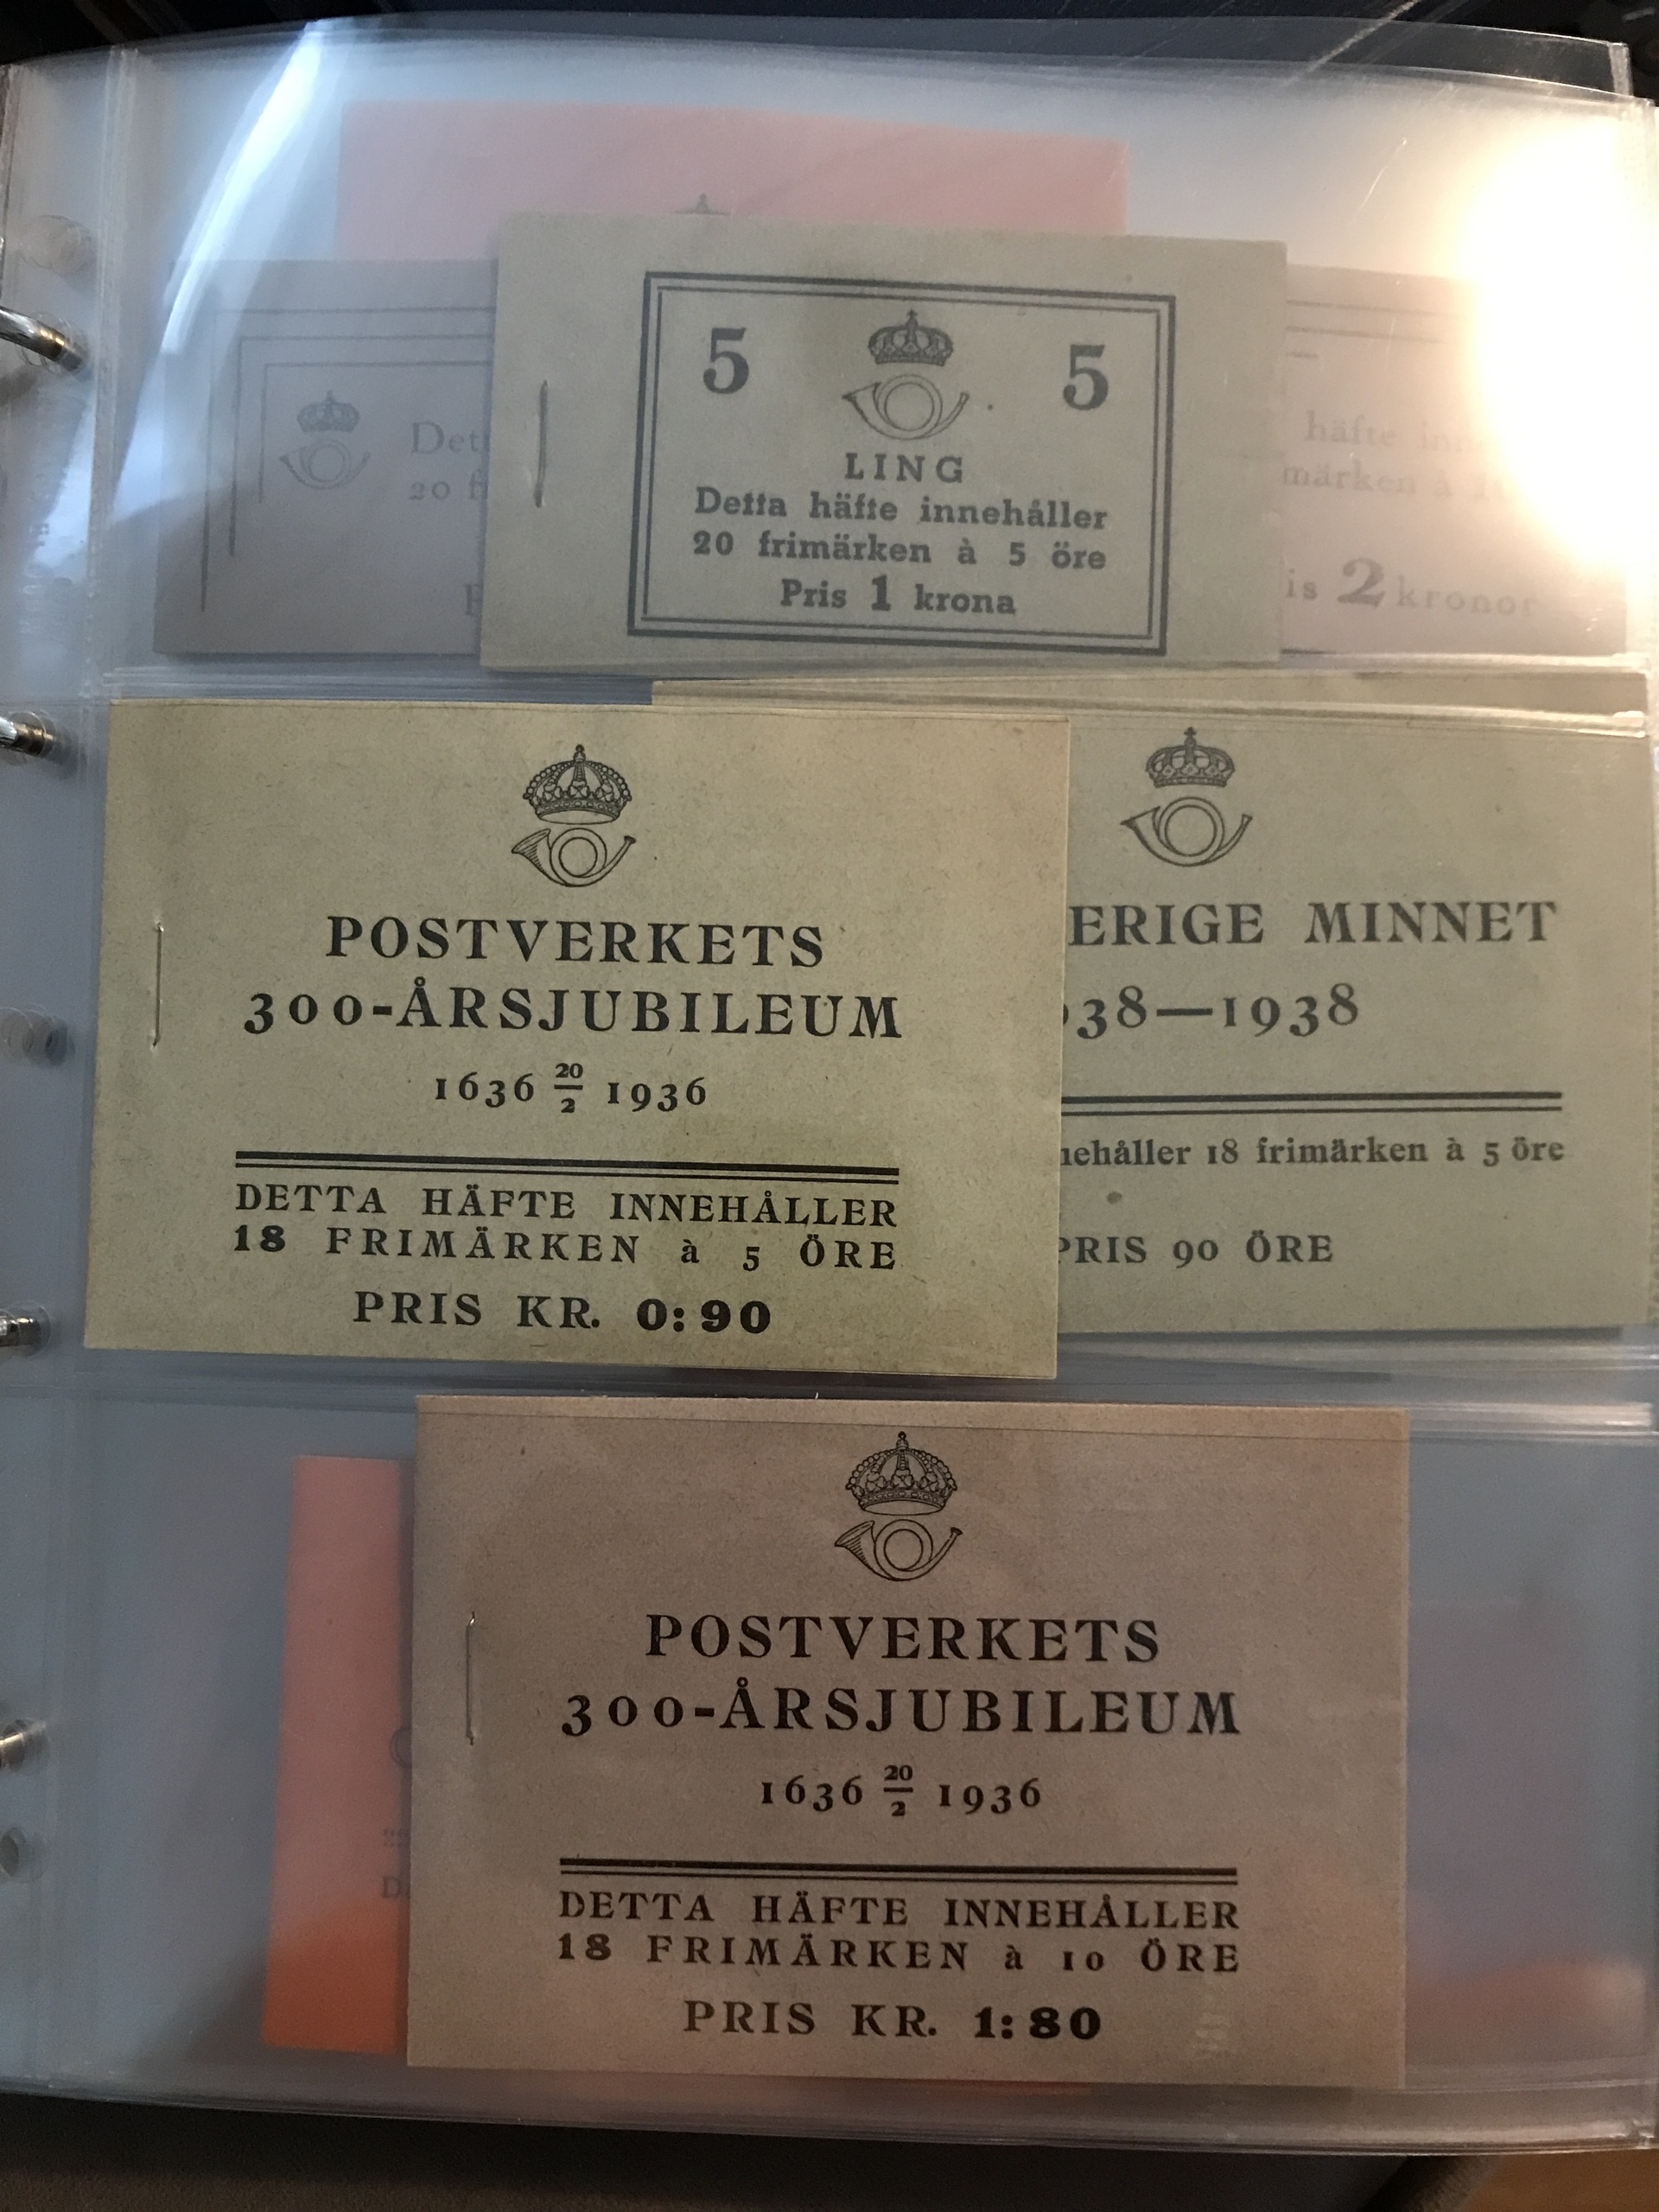 5 5
LING
Detta häfte innehåller
20 frimärken à 5 öre
Pris 1 krona
20
häfte
märken à
2 kronor
POSTVERKETS
300-ÅRSJUBILEUM
1636 20/2 1936
DETTA HÄFTE INNEHÅLLER
18 FRIMÄRKEN à 5 ÖRE
PRIS KR. 0:90
ERIGE MINNET
38—1938
nehåller 18 frimärken à 5 öre
PRIS 90 ÖRE
POSTVERKETS
300-ÅRSJUBILEUM
1636 20/2 1936
DETTA HÄFTE INNEHÅLLER
18 FRIMÄRKEN à 10 ÖRE
PRIS KR. 1:80